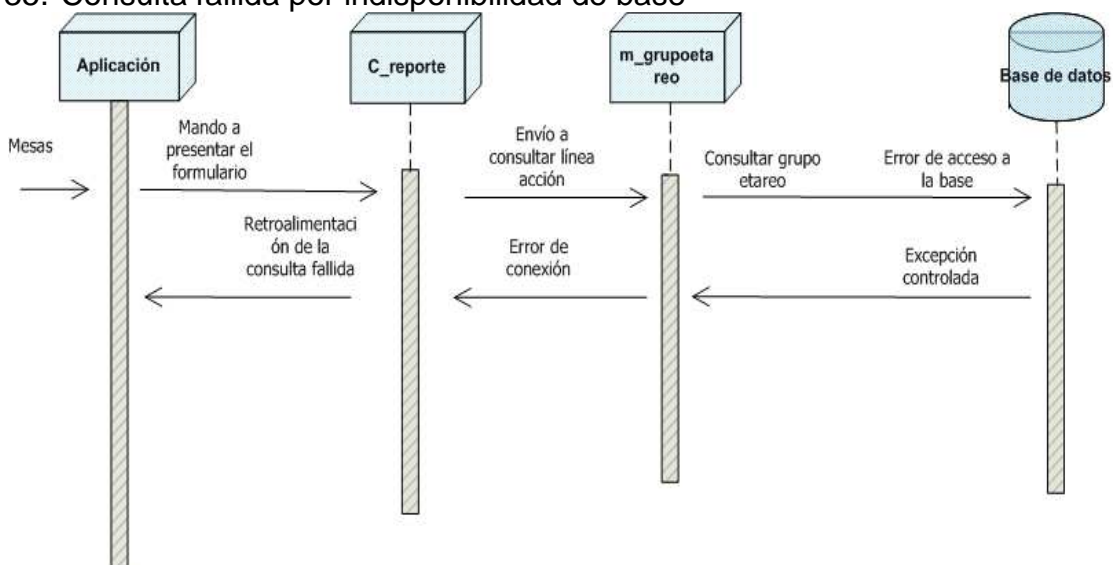 Consulta fallida por indisponibilidad de base
Aplicación
C_reporte
m_grupoeta
reo
Base de datos
Mesas
Mando a
presentar el
formulario
Envío a
consultar línea
acción
Consultar grupo
etareo
Error de acceso a
la base
Retroalimentaci
ón de la
consulta fallida
Error de
conexión
Excepción
controlada